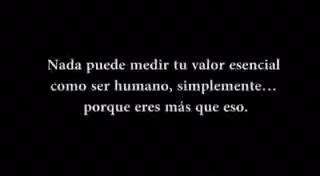 Nada puede medir tu valor esencial
como ser humano, simplemente…
porque eres más que eso.